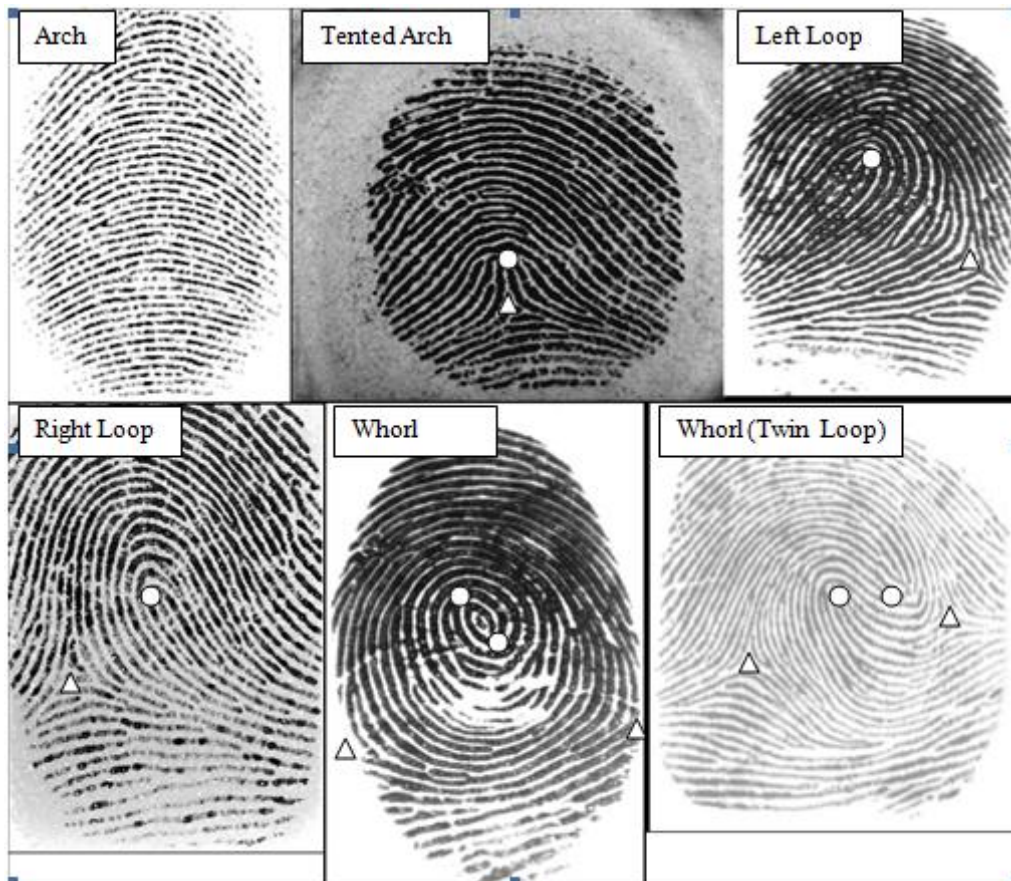 Arch
Tented Arch
Left Loop
Right Loop
Whorl
Whorl (Twin Loop)